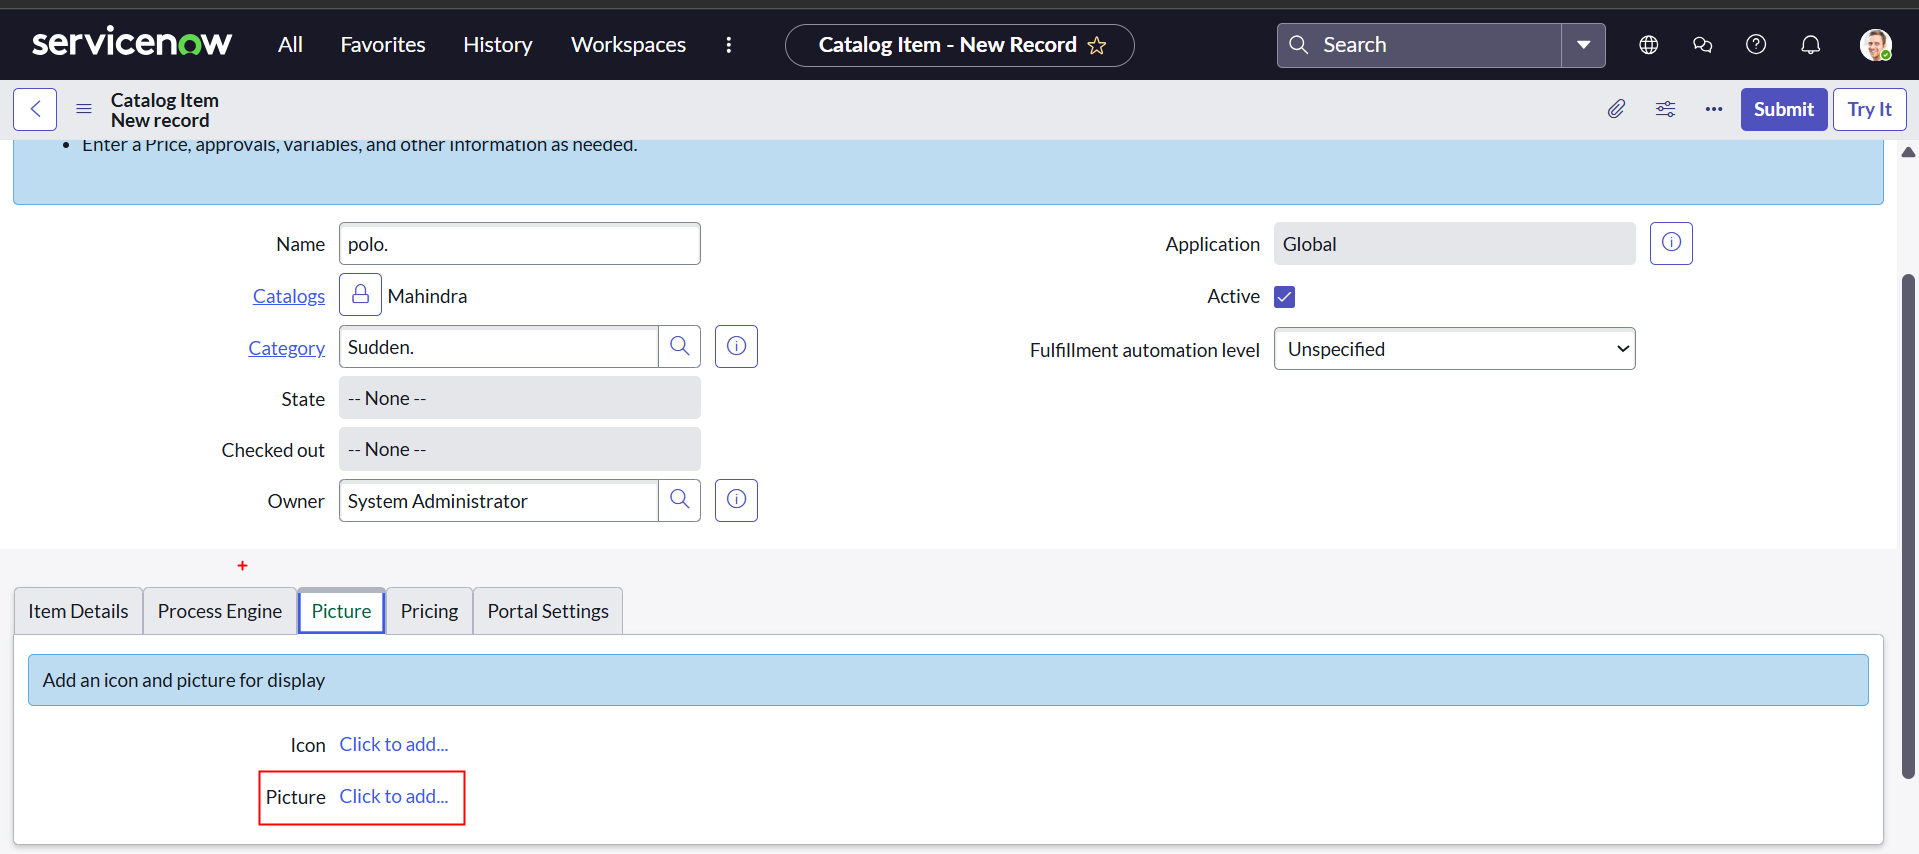 servicenow All Favorites History Workspaces Catalog Item - New Record Search
Catalog Item
New record
Submit Try It
• Enter a Price, approvals, variables, and other information as needed.
Name polo. Application Global
Catalogs Mahindra Active
Category Sudden. Fulfillment automation level Unspecified
State -- None --
Checked out -- None --
Owner System Administrator
Item Details Process Engine Picture Pricing Portal Settings
Add an icon and picture for display
Icon Click to add...
Picture Click to add...